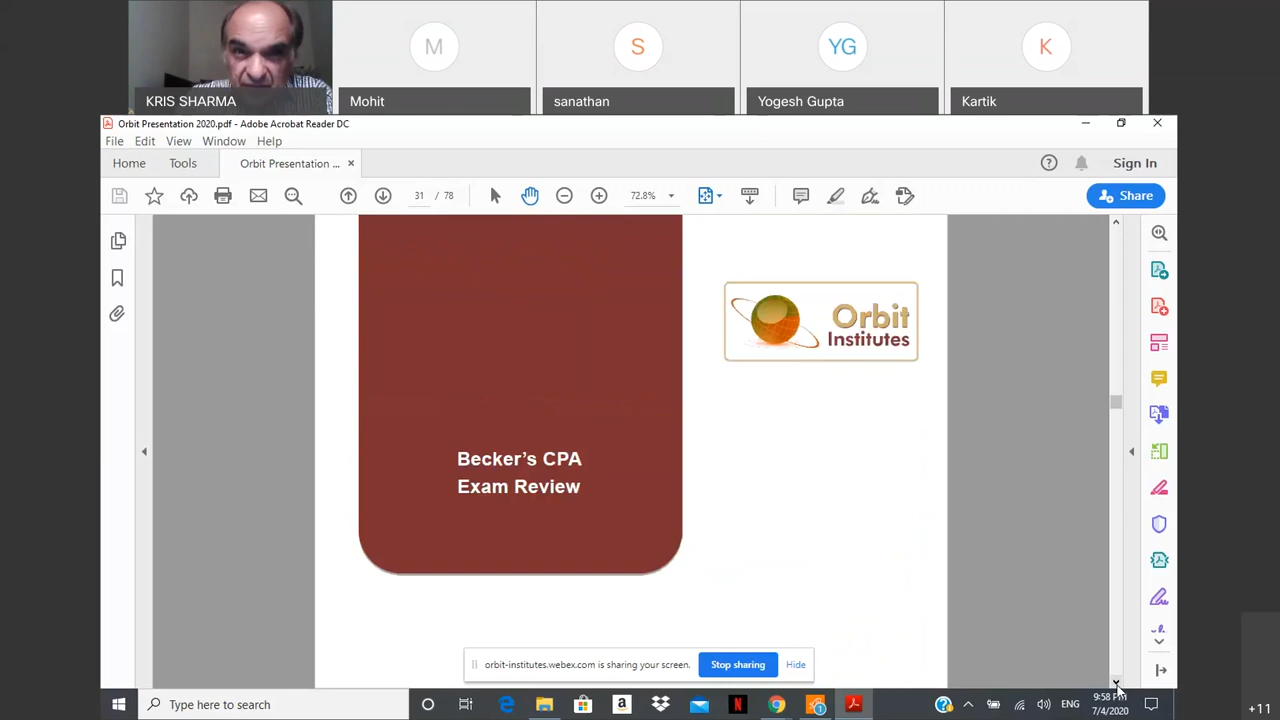 M
S
YG
K
KRIS SHARMA
Mohit
sanathan
Yogesh Gupta
Kartik
Orbit Presentation 2020.pdf - Adobe Acrobat Reader DC
File Edit View Window Help
Home Tools Orbit Presentation ... ×
Sign In
31 / 78
72.8%
Share
Orbit
Institutes
Becker's CPA
Exam Review
orbit-institutes.webex.com is sharing your screen. Stop sharing Hide
Type here to search
ENG
9:58 PM
7/4/2020
+11